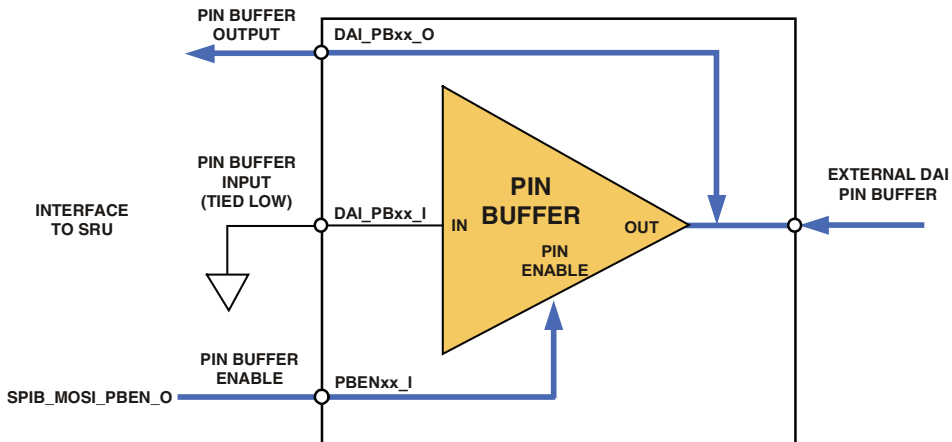 PIN BUFFER
OUTPUT
DAI_PBxx_O
PIN BUFFER
INPUT
(TIED LOW)
DAI_PBxx_I
INTERFACE
TO SRU
IN
PIN
BUFFER
OUT
PIN
ENABLE
EXTERNAL DAI
PIN BUFFER
PIN BUFFER
ENABLE
PBENxx_I
SPIB_MOSI_PBEN_O